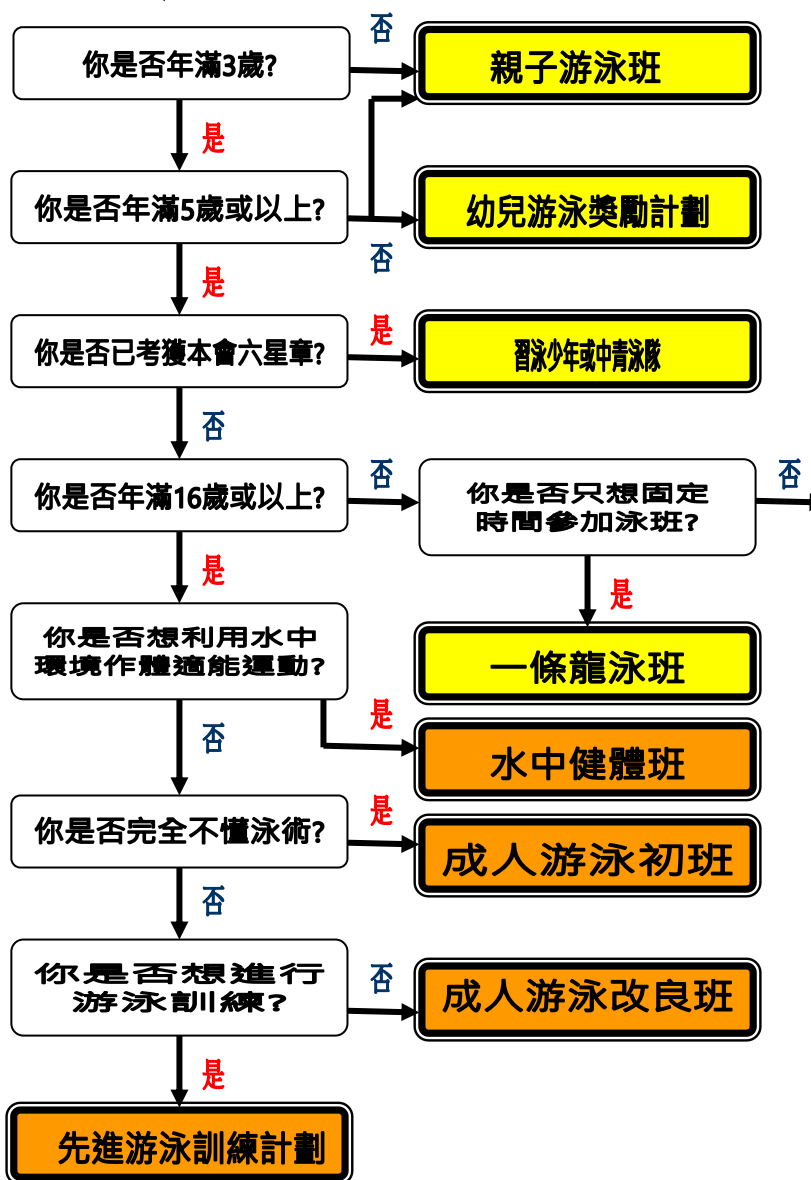 否
你是否年滿3歲?
親子游泳班
是
你是否年滿5歲或以上?
幼兒游泳獎勵計劃
否
是
你是否已考獲本會六星章?
是
習泳少年或中青泳隊
否
你是否年滿16歲或以上?
否
你是否只想固定
時間參加泳班?
否
是
是
你是否想利用水中
環境作體適能運動?
一條龍泳班
否
是
水中健體班
你是否完全不懂泳術?
是
成人游泳初班
否
你是否想進行
游泳訓練?
否
成人游泳改良班
是
先進游泳訓練計劃